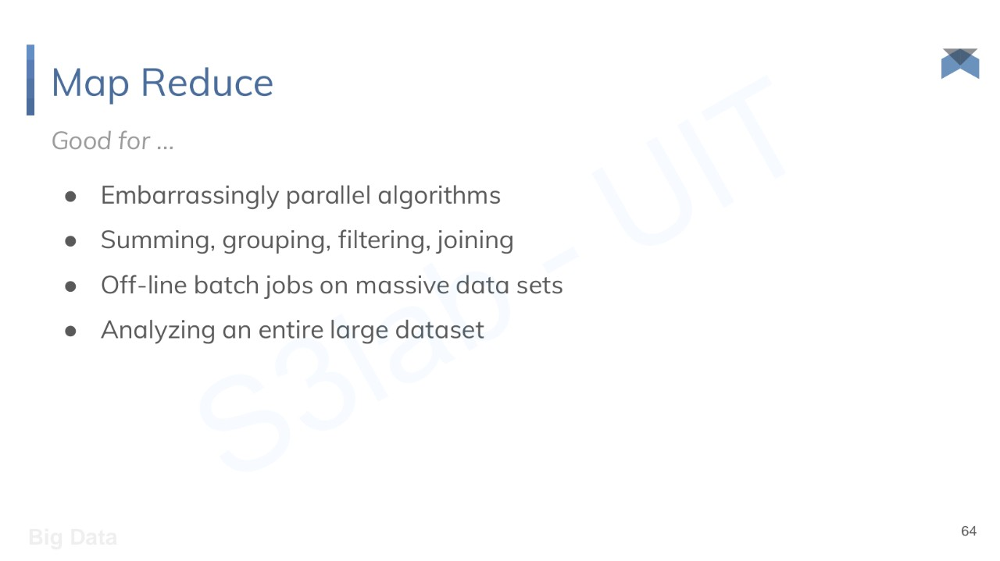 Map Reduce
Good for ...
● Embarrassingly parallel algorithms
● Summing, grouping, filtering, joining
● Off-line batch jobs on massive data sets
● Analyzing an entire large dataset
S3lab - UIT
Big Data
64